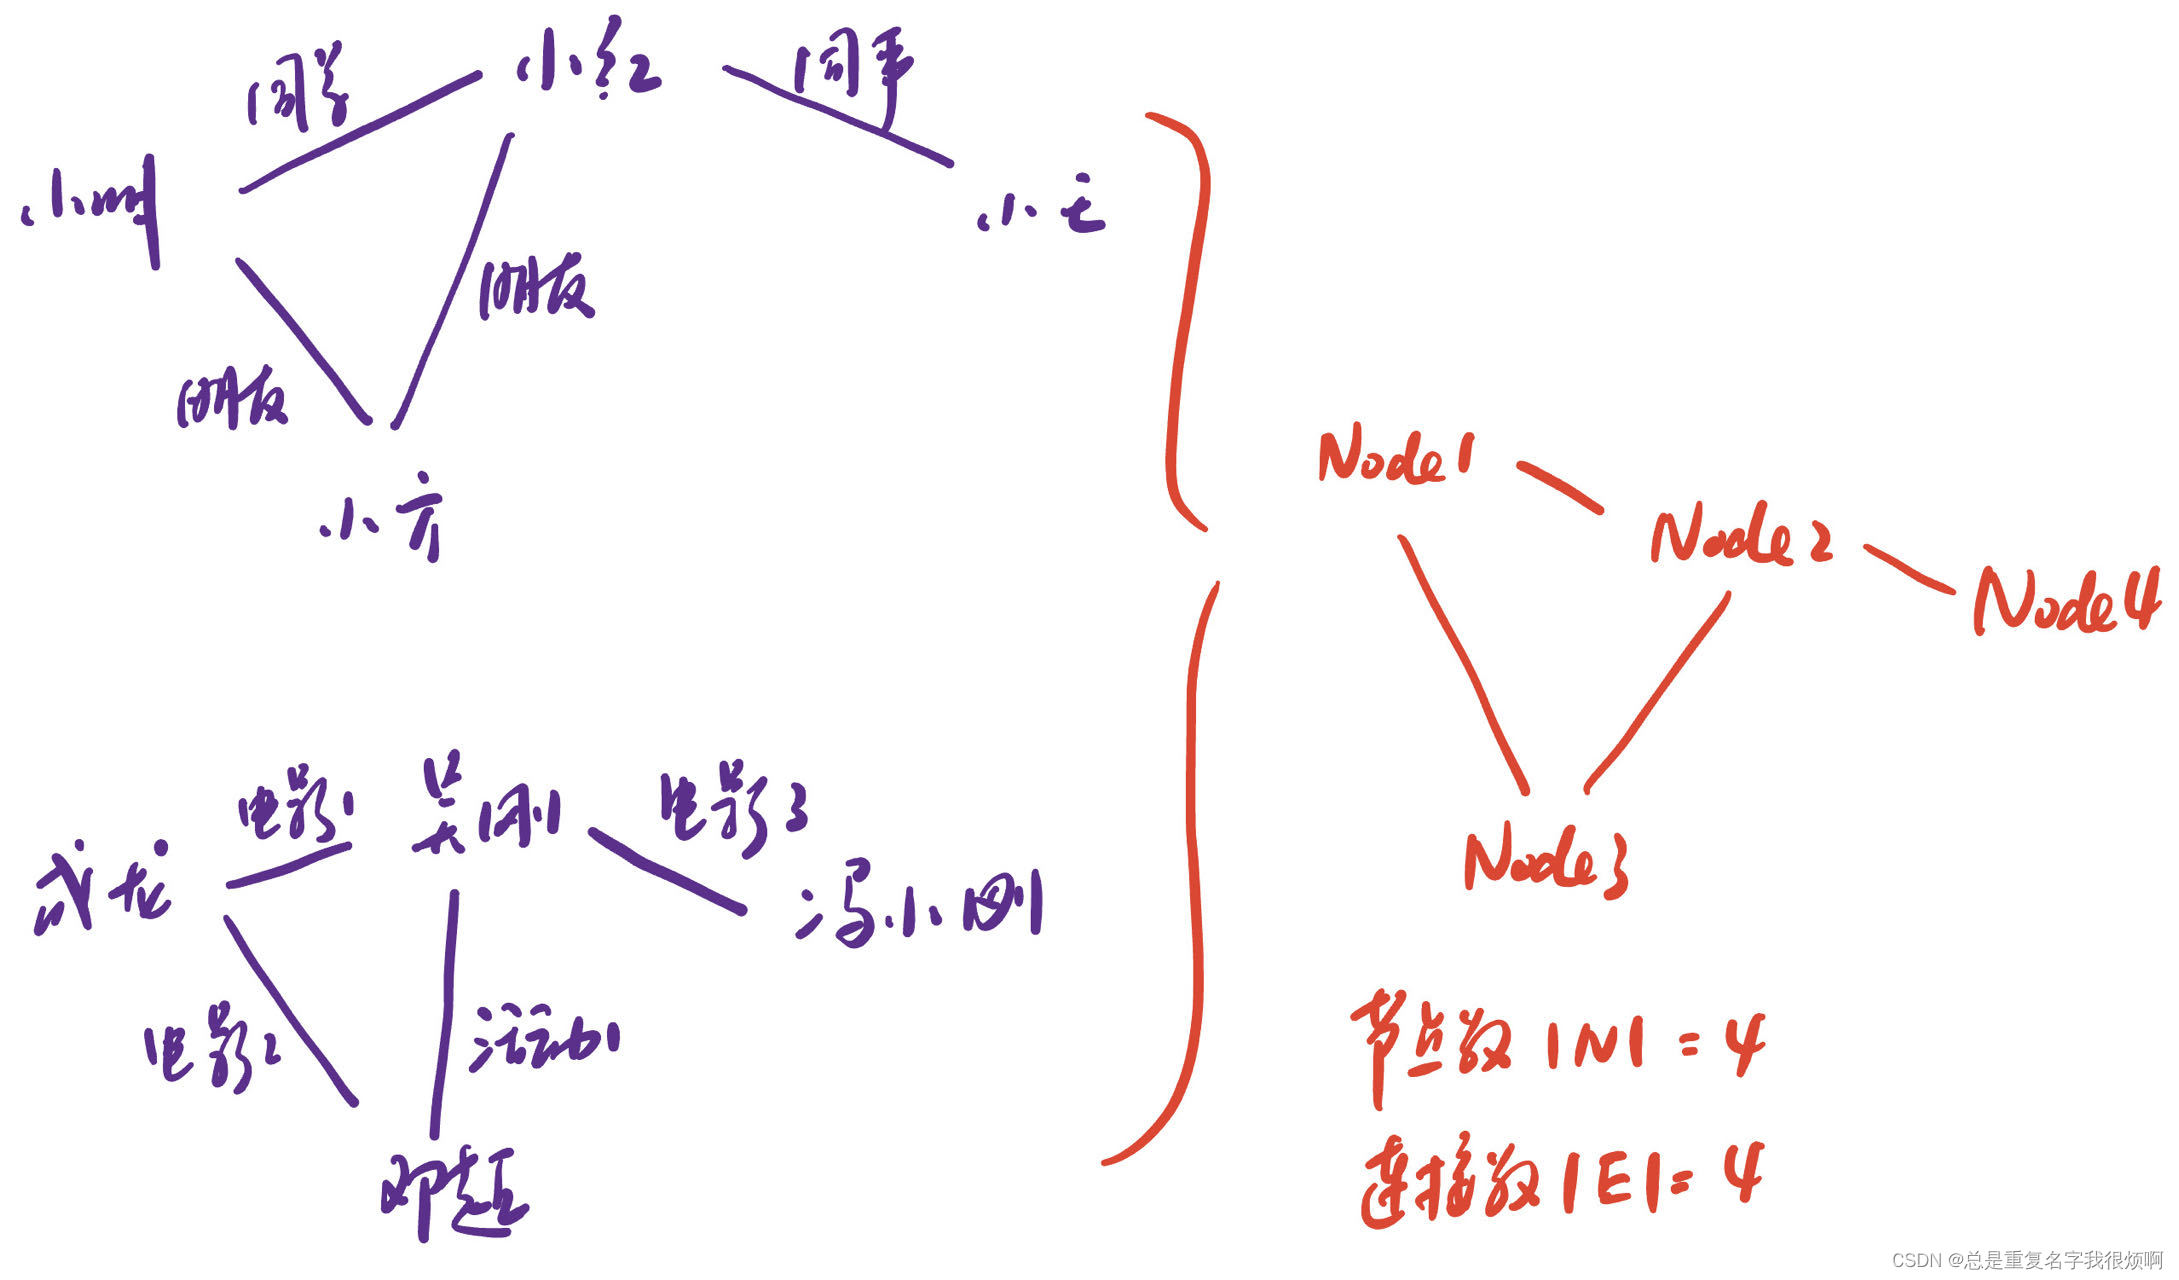 同学
小红
同事
小明
小七
朋友
朋友
小方
Node1
Node2
Node4
Node3
电影1
吴刚
电影3
成龙
冯小刚
电影2
活动1
邓超
节点数 |N| = 4
连接数 |E| = 4
CSDN @总是重复名字我很烦啊